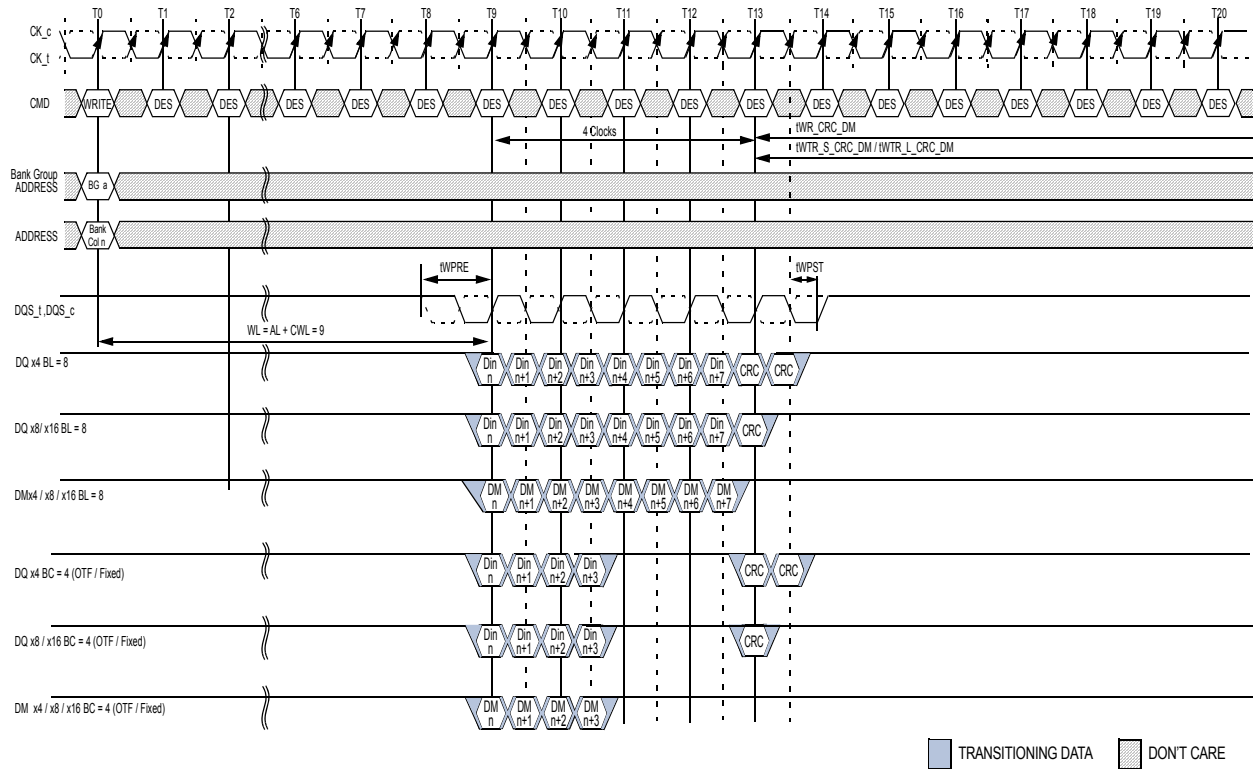 T0 T1 T2 T6 T7 T8 T9 T10 T11 T12 T13 T14 T15 T16 T17 T18 T19 T20
CK_c
CK_t
CMD WRITE DES DES DES DES DES DES DES DES DES DES DES DES DES DES DES DES DES
4 Clocks
tWR_CRC_DM
tWTR_S_CRC_DM / tWTR_L_CRC_DM
Bank Group
ADDRESS
BG a
ADDRESS
Bank
Col n
tWPRE
tWPST
DQS_t ,DQS_c
WL = AL + CWL = 9
DQ x4 BL = 8
Din Din Din Din Din Din Din Din
n n+1 n+2 n+3 n+4 n+5 n+6 n+7 CRC CRC
DQ x8/ x16 BL = 8
Din Din Din Din Din Din Din Din
n n+1 n+2 n+3 n+4 n+5 n+6 n+7 CRC
DMx4 / x8 / x16 BL = 8
DM DM DM DM DM DM DM DM
n n+1 n+2 n+3 n+4 n+5 n+6 n+7
DQ x4 BC = 4 (OTF / Fixed)
Din Din Din Din
n n+1 n+2 n+3 CRC CRC
DQ x8 / x16 BC = 4 (OTF / Fixed)
Din Din Din Din
n n+1 n+2 n+3 CRC
DM x4 / x8 / x16 BC = 4 (OTF / Fixed)
DM DM DM DM
n n+1 n+2 n+3
TRANSITIONING DATA DON'T CARE